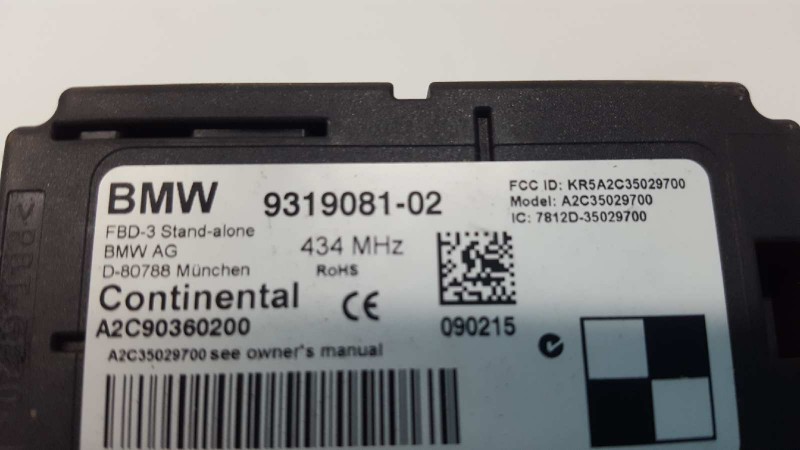 BMW 9319081-02
FBD-3 Stand-alone
BMW AG
D-80788 München
434 MHz
RoHS
FCC ID: KR5A2C35029700
Model: A2C35029700
IC: 7812D-35029700
Continental CE
A2C90360200
090215
A2C35029700 see owner's manual